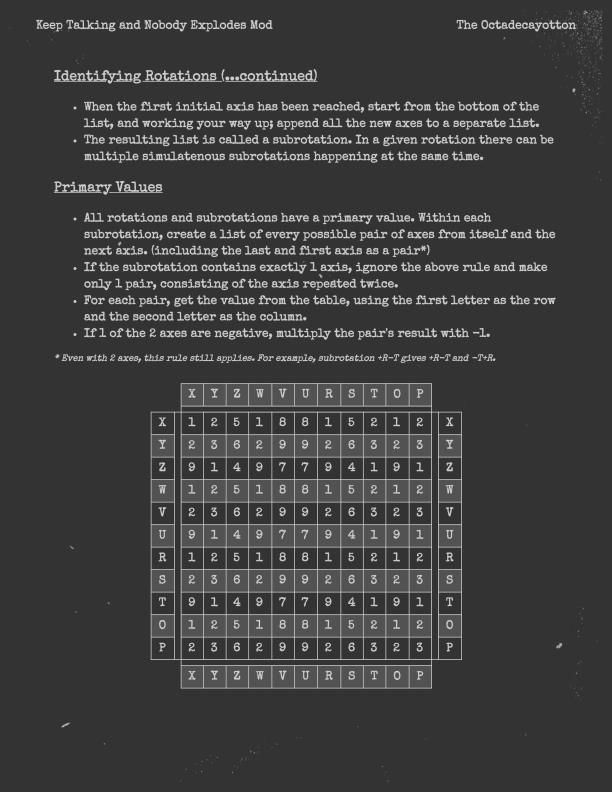 Keep Talking and Nobody Explodes Mod The Octadecayotton
Identifying Rotations (...continued)
• When the first initial axis has been reached, start from the bottom of the
list, and working your way up; append all the new axes to a separate list.
• The resulting list is called a subrotation. In a given rotation there can be
multiple simulatenous subrotations happening at the same time.
Primary Values
• All rotations and subrotations have a primary value. Within each
subrotation, create a list of every possible pair of axes from itself and the
next axis. (including the last and first axis as a pair*)
• If the subrotation contains exactly 1 axis, ignore the above rule and make
only 1 pair, consisting of the axis repeated twice.
• For each pair, get the value from the table, using the first letter as the row
and the second letter as the column.
• If 1 of the 2 axes are negative, multiply the pair's result with -1.
* Even with 2 axes, this rule still applies. For example, subrotation +R-T gives +R-T and -T+R.
X Y Z W V U R S T O P
X 1 2 5 1 8 8 1 5 2 1 2 X
Y 2 3 6 2 9 9 2 6 3 2 3 Y
Z 9 1 4 9 7 7 9 4 1 9 1 Z
W 1 2 5 1 8 8 1 5 2 1 2 W
V 2 3 6 2 9 9 2 6 3 2 3 V
U 9 1 4 9 7 7 9 4 1 9 1 U
R 1 2 5 1 8 8 1 5 2 1 2 R
S 2 3 6 2 9 9 2 6 3 2 3 S
T 9 1 4 9 7 7 9 4 1 9 1 T
O 1 2 5 1 8 8 1 5 2 1 2 O
P 2 3 6 2 9 9 2 6 3 2 3 P
X Y Z W V U R S T O P